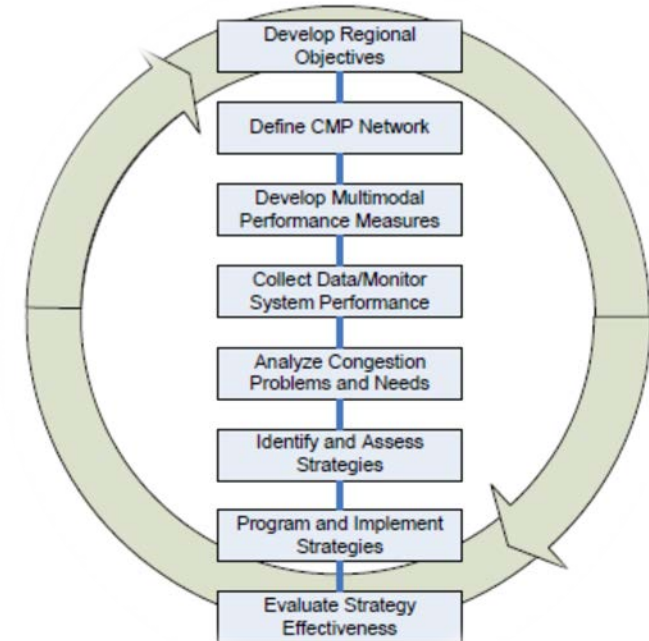 Develop Regional
Objectives
Define CMP Network
Develop Multimodal
Performance Measures
Collect Data/Monitor
System Performance
Analyze Congestion
Problems and Needs
Identify and Assess
Strategies
Program and Implement
Strategies
Evaluate Strategy
Effectiveness